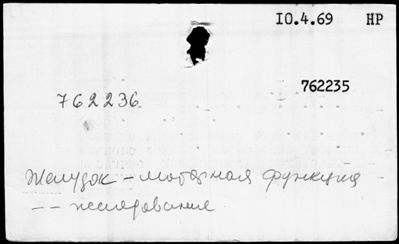 10.4.69 HP
762235
762236.
Желудок – моторная функция
– – исследование